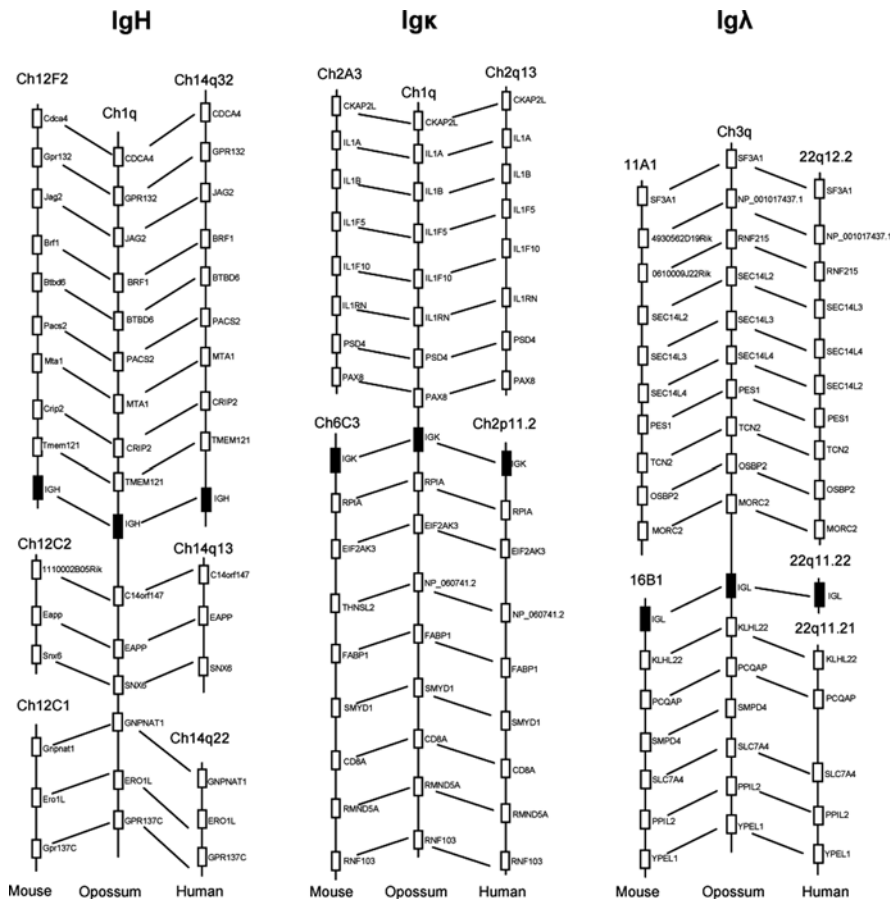 IgH
Igκ
Igλ
Ch12F2
Ch1q
Ch14q32
Cdca4
CDCA4
CDCA4
Gpr132
GPR132
GPR132
Jag2
JAG2
JAG2
Brf1
BRF1
BRF1
Btbd6
BTBD6
BTBD6
Pacs2
PACS2
PACS2
Mta1
MTA1
MTA1
Crip2
CRIP2
CRIP2
Tmem121
TMEM121
TMEM121
IGH
IGH
IGH
Ch12C2
Ch14q13
1110002B05Rik
C14orf147
C14orf147
Eapp
EAPP
EAPP
Snx6
SNX6
SNX6
Ch12C1
Ch14q22
Gnpnat1
GNPNAT1
GNPNAT1
Ero1L
ERO1L
ERO1L
Gpr137C
GPR137C
GPR137C
Mouse Opossum Human
Ch2A3
Ch1q
Ch2q13
CKAP2L
CKAP2L
CKAP2L
IL1A
IL1A
IL1A
IL1B
IL1B
IL1B
IL1F5
IL1F5
IL1F5
IL1F10
IL1F10
IL1F10
IL1RN
IL1RN
IL1RN
PSD4
PSD4
PSD4
PAX8
PAX8
PAX8
Ch6C3
Ch2p11.2
IGK
IGK
IGK
RPIA
RPIA
RPIA
EIF2AK3
EIF2AK3
EIF2AK3
THNSL2
NP_060741.2
NP_060741.2
FABP1
FABP1
FABP1
SMYD1
SMYD1
SMYD1
CD8A
CD8A
CD8A
RMND5A
RMND5A
RMND5A
RNF103
RNF103
RNF103
Mouse Opossum Human
11A1
Ch3q
22q12.2
SF3A1
SF3A1
SF3A1
4930562D19Rik
NP_001017437.1
NP_001017437.1
0610009J22Rik
RNF215
RNF215
SEC14L2
SEC14L2
SEC14L3
SEC14L3
SEC14L3
SEC14L4
SEC14L4
SEC14L4
SEC14L2
PES1
PES1
PES1
TCN2
TCN2
TCN2
OSBP2
OSBP2
OSBP2
MORC2
MORC2
MORC2
16B1
22q11.22
IGL
IGL
IGL
22q11.21
KLHL22
KLHL22
KLHL22
PCQAP
PCQAP
PCQAP
SMPD4
SMPD4
SLC7A4
SLC7A4
SLC7A4
PPIL2
PPIL2
PPIL2
YPEL1
YPEL1
YPEL1
Mouse Opossum Human